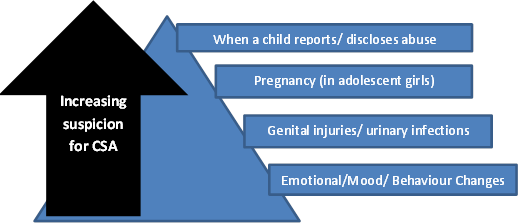 When a child reports/ discloses abuse
Pregnancy (in adolescent girls)
Increasing
suspicion
for CSA
Genital injuries/ urinary infections
Emotional/Mood/ Behaviour Changes